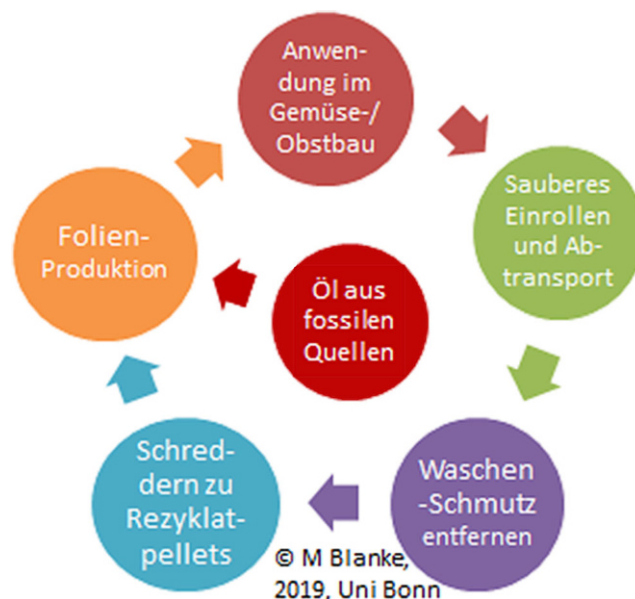 Anwen-
dung im
Gemüse-/
Obstbau
Sauberes
Einrollen
und Ab-
transport
Waschen
-Schmutz
entfernen
Schred-
dern zu
Rezyklat-
pellets
Folien-
Produktion
Öl aus
fossilen
Quellen
© M Blanke,
2019, Uni Bonn